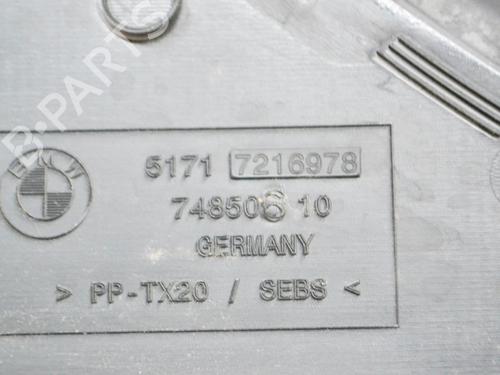 B-PARTS
BMW
5171 7216978
748506 10
GERMANY
> PP-TX20 / SEBS <